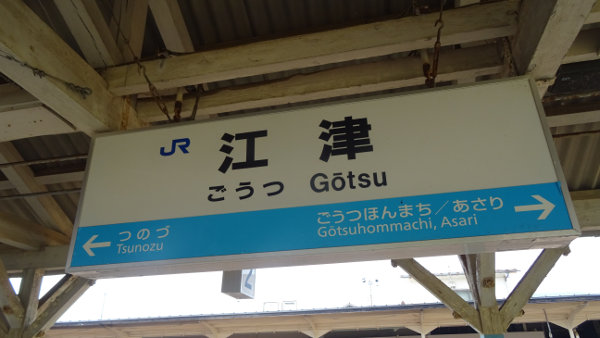 JR 江津
ごうつ Gōtsu
ごうつほんまち／あさり
Gōtsuhommachi, Asari
つのづ
Tsunozu
2